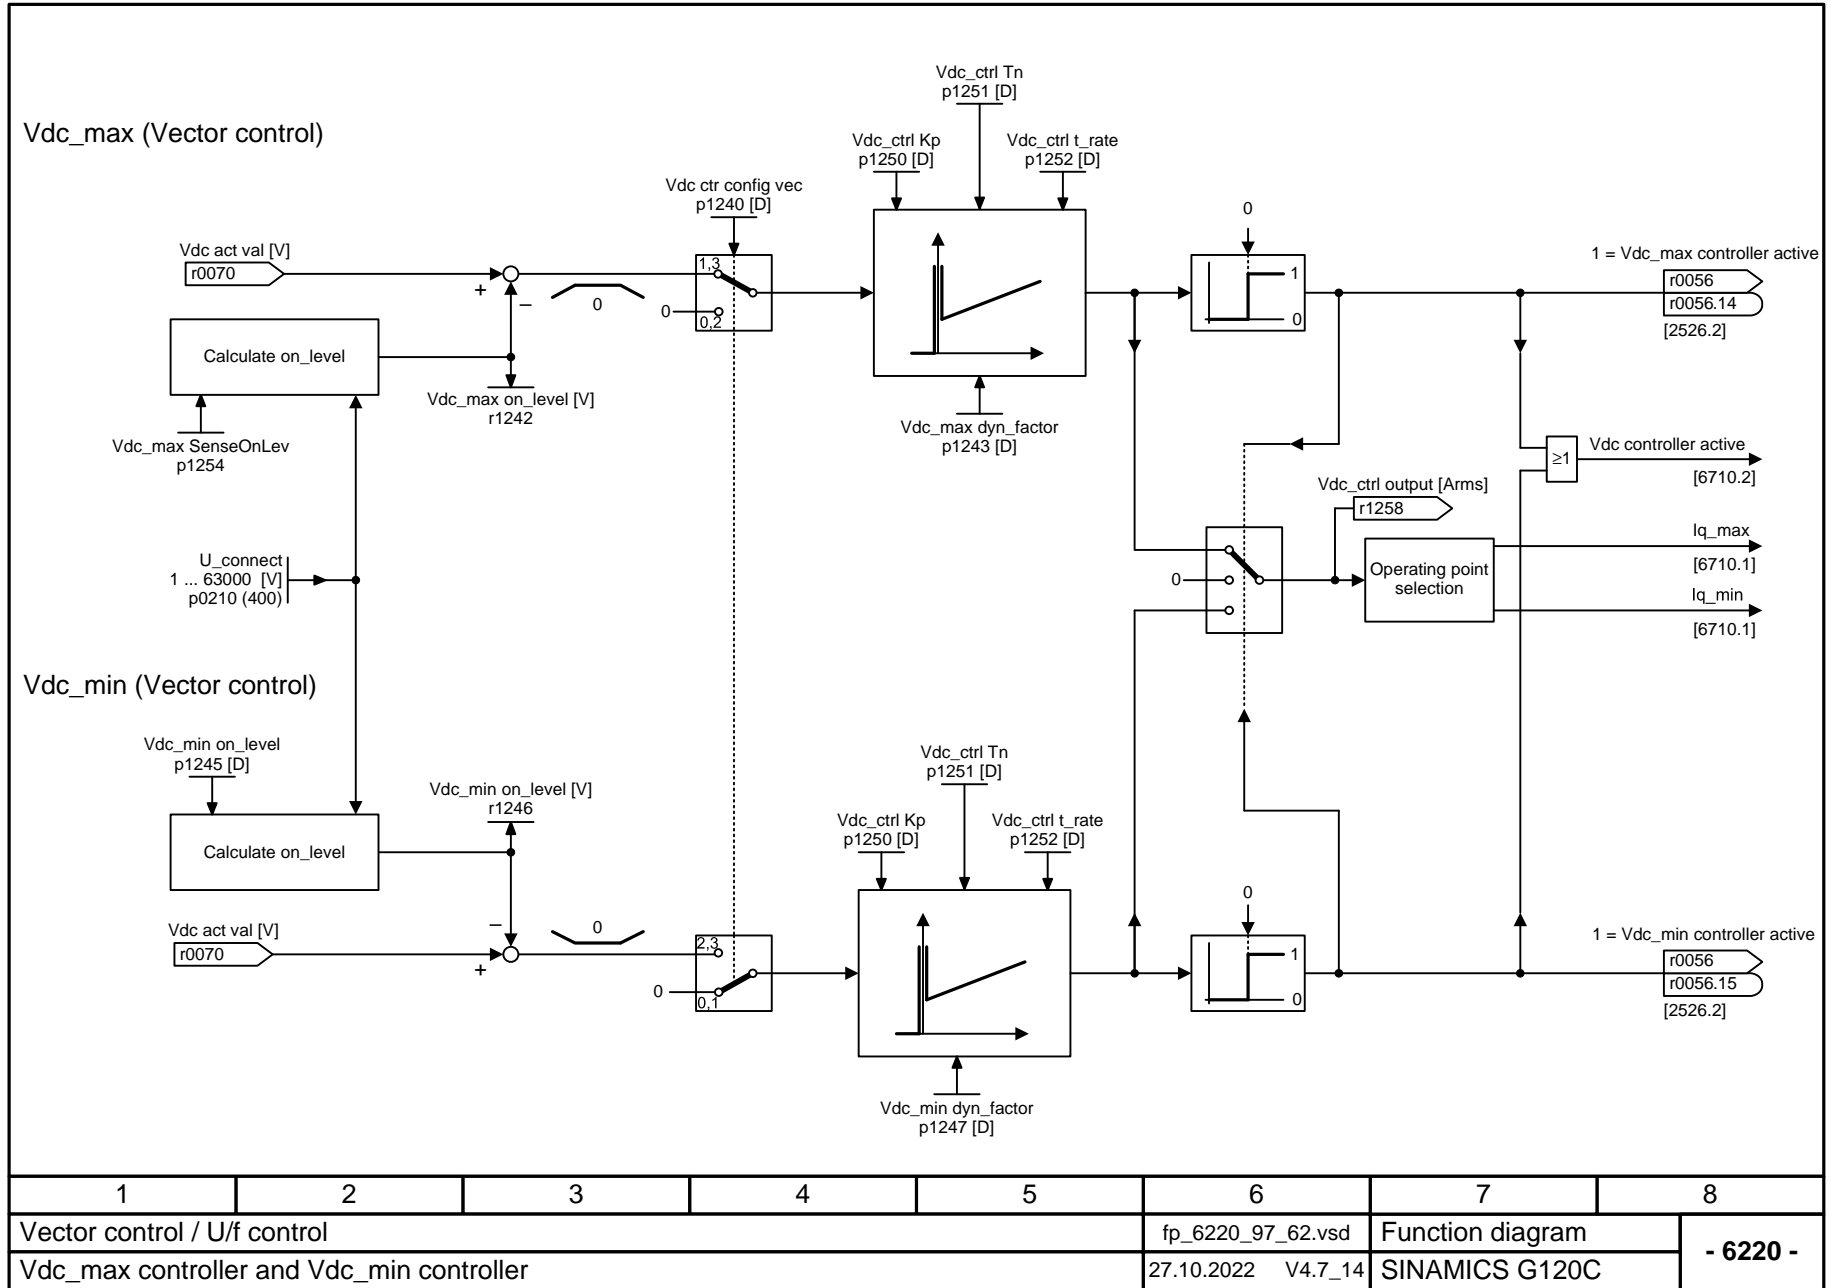 Vdc_max (Vector control)
Vdc_ctrl Tn
p1251 [D]
Vdc_ctrl Kp
p1250 [D]
Vdc_ctrl t_rate
p1252 [D]
Vdc ctr config vec
p1240 [D]
Vdc act val [V]
r0070
+
–
0
1,3
0
0,2
0
1
0
1 = Vdc_max controller active
r0056
r0056.14
[2526.2]
Calculate on_level
Vdc_max on_level [V]
r1242
Vdc_max SenseOnLev
p1254
Vdc_max dyn_factor
p1243 [D]
≥1
Vdc controller active
[6710.2]
Vdc_ctrl output [Arms]
r1258
U_connect
1 ... 63000 [V]
p0210 (400)
0
Operating point
selection
Iq_max
[6710.1]
Iq_min
[6710.1]
Vdc_min (Vector control)
Vdc_min on_level
p1245 [D]
Vdc_min on_level [V]
r1246
Vdc_ctrl Tn
p1251 [D]
Vdc_ctrl Kp
p1250 [D]
Vdc_ctrl t_rate
p1252 [D]
Calculate on_level
Vdc act val [V]
r0070
–
+
0
2,3
0
0,1
0
1
0
1 = Vdc_min controller active
r0056
r0056.15
[2526.2]
Vdc_min dyn_factor
p1247 [D]
1 2 3 4 5 6 7 8
Vector control / U/f control
fp_6220_97_62.vsd
Function diagram
- 6220 -
Vdc_max controller and Vdc_min controller
27.10.2022 V4.7_14
SINAMICS G120C